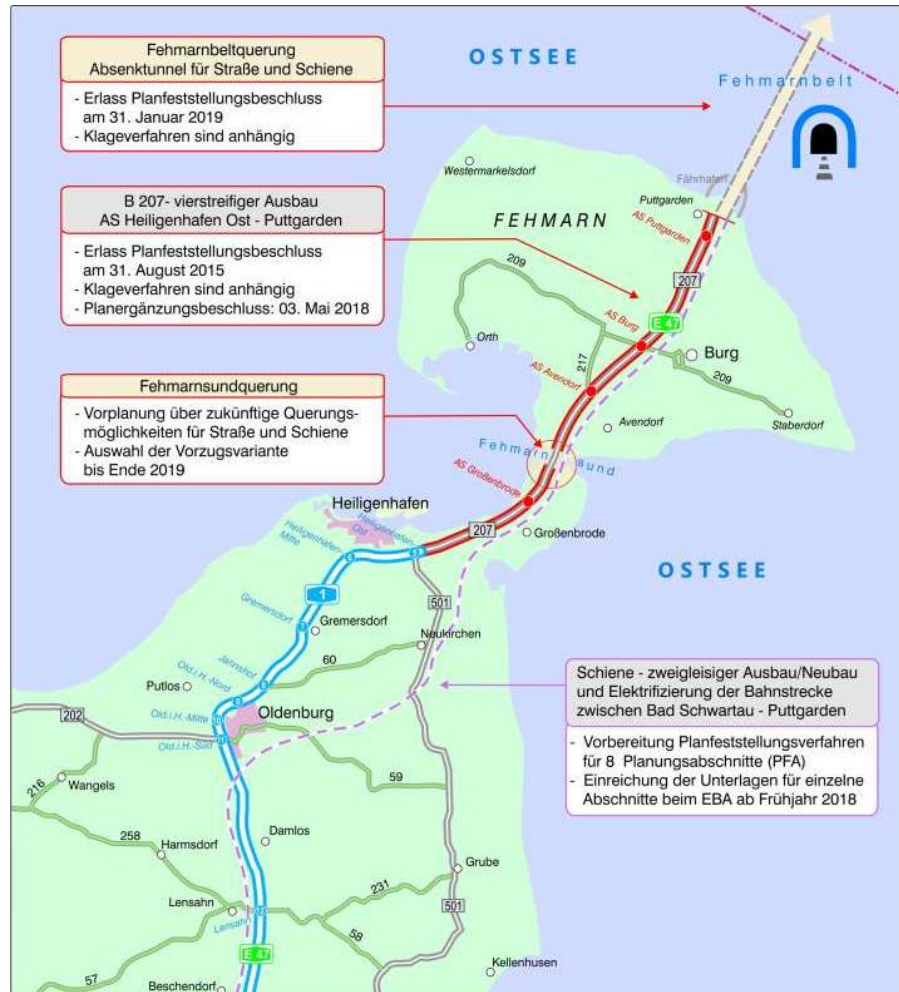 Fehmarnbeltquerung
Absenktunnel für Straße und Schiene
- Erlass Planfeststellungsbeschluss
am 31. Januar 2019
- Klageverfahren sind anhängig
OSTSEE
Fehmarnbelt
Westermarkelsdorf
Fährhafen
Puttgarden
AS Puttgarden
FEHMARN
B 207- vierstreifiger Ausbau
AS Heiligenhafen Ost - Puttgarden
- Erlass Planfeststellungsbeschluss
am 31. August 2015
- Klageverfahren sind anhängig
- Planergänzungsbeschluss: 03. Mai 2018
209
207
E 47
AS Burg
Orth
Burg
217
AS Avendorf
209
Staberdorf
Avendorf
Fehmarnsundquerung
- Vorplanung über zukünftige Querungs-
möglichkeiten für Straße und Schiene
- Auswahl der Vorzugsvariante
bis Ende 2019
Fehmarnsund
AS Großenbrode
Heiligenhafen
Heiligenhafen-
Ost
Heiligenhafen-
Mitte
207
Großenbrode
OSTSEE
1
501
Gremersdorf
Gremersdorf
Neukirchen
60
Jahnshof
Putlos
Old.i.H.-Nord
Old.i.H.-Mitte
Oldenburg
202
Old.i.H.-Süd
Schiene - zweigleisiger Ausbau/Neubau
und Elektrifizierung der Bahnstrecke
zwischen Bad Schwartau - Puttgarden
- Vorbereitung Planfeststellungsverfahren
für 8 Planungsabschnitte (PFA)
- Einreichung der Unterlagen für einzelne
Abschnitte beim EBA ab Frühjahr 2018
216
Wangels
59
258
Damlos
Harmsdorf
Grube
231
Lensahn
Lensahn
501
58
E 47
57
Kellenhusen
Beschendorf